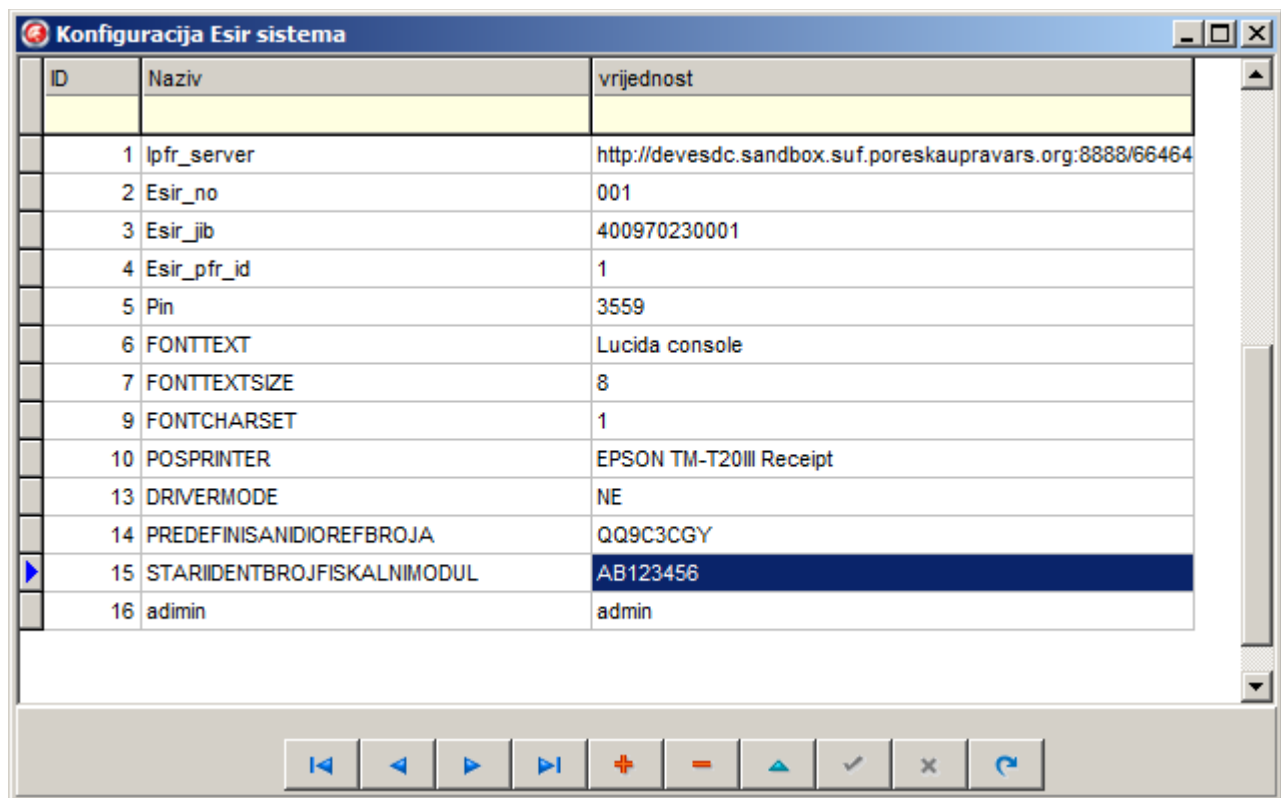 Konfiguracija Esir sistema
ID Naziv vrijednost
1 lpfr_server http://devesdc.sandbox.suf.poreskaupravars.org:8888/66464
2 Esir_no 001
3 Esir_jib 400970230001
4 Esir_pfr_id 1
5 Pin 3559
6 FONTTEXT Lucida console
7 FONTTEXTSIZE 8
9 FONTCHARSET 1
10 POSPRINTER EPSON TM-T20III Receipt
13 DRIVERMODE NE
14 PREDEFINISANIDIOREFBROJA QQ9C3CGY
15 STARIIDENTBROJFISKALNIMODUL AB123456
16 adimin admin